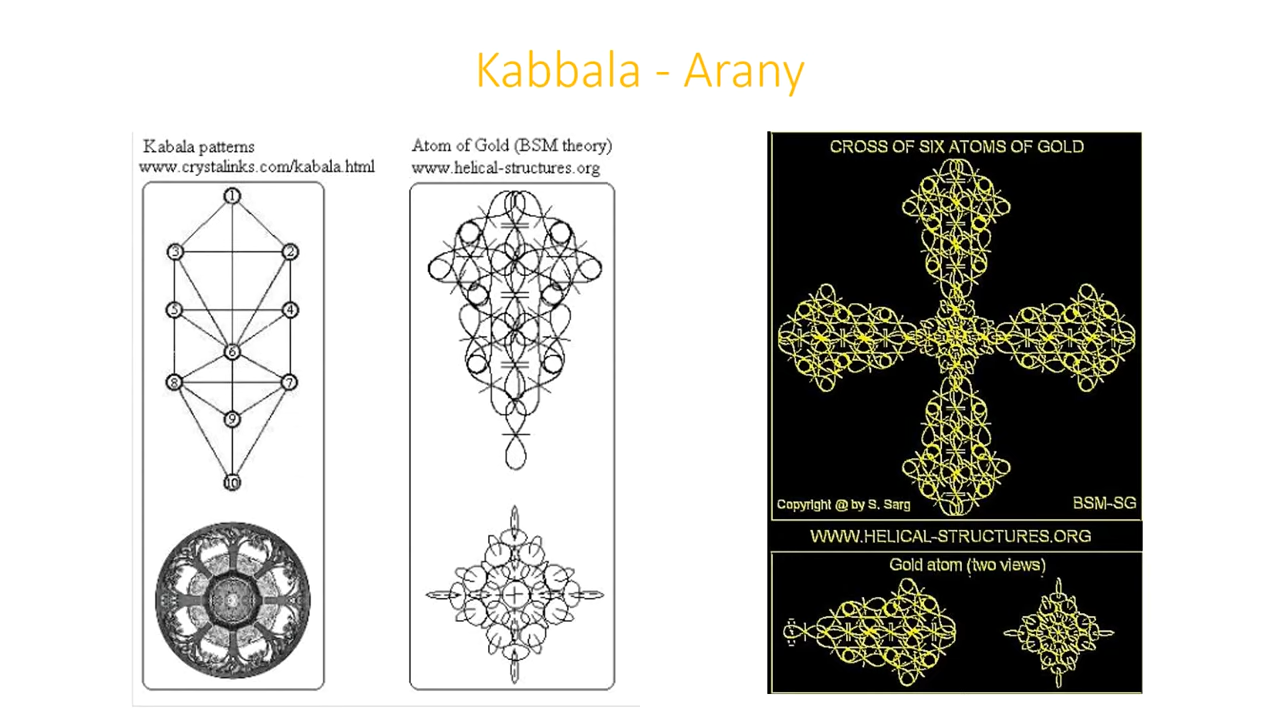 Kabbala - Arany
Kabala patterns
www.crystalinks.com/kabala.html
1
3
2
5
4
6
8
7
9
10
Atom of Gold (BSM theory)
www.helical-structures.org
CROSS OF SIX ATOMS OF GOLD
Copyright @ by S. Sarg
BSM-SG
WWW.HELICAL-STRUCTURES.ORG
Gold atom (two views)